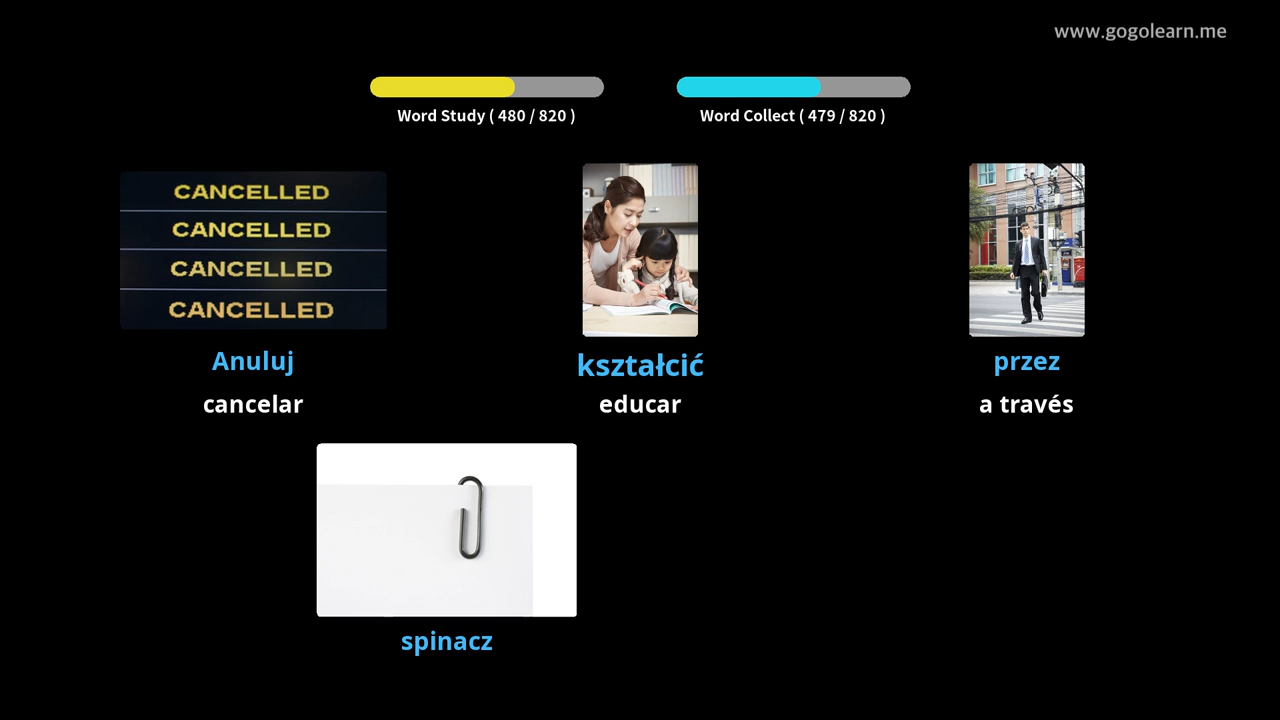 www.gogolearn.me
Word Study ( 480 / 820 )
Word Collect ( 479 / 820 )
CANCELLED
CANCELLED
CANCELLED
CANCELLED
Anuluj
cancelar
kształcić
educar
przez
a través
spinacz